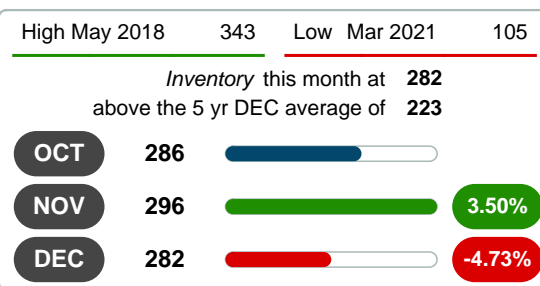 High May 2018 343 Low Mar 2021 105
Inventory this month at 282
above the 5 yr DEC average of 223
OCT 286
NOV 296 3.50%
DEC 282 -4.73%